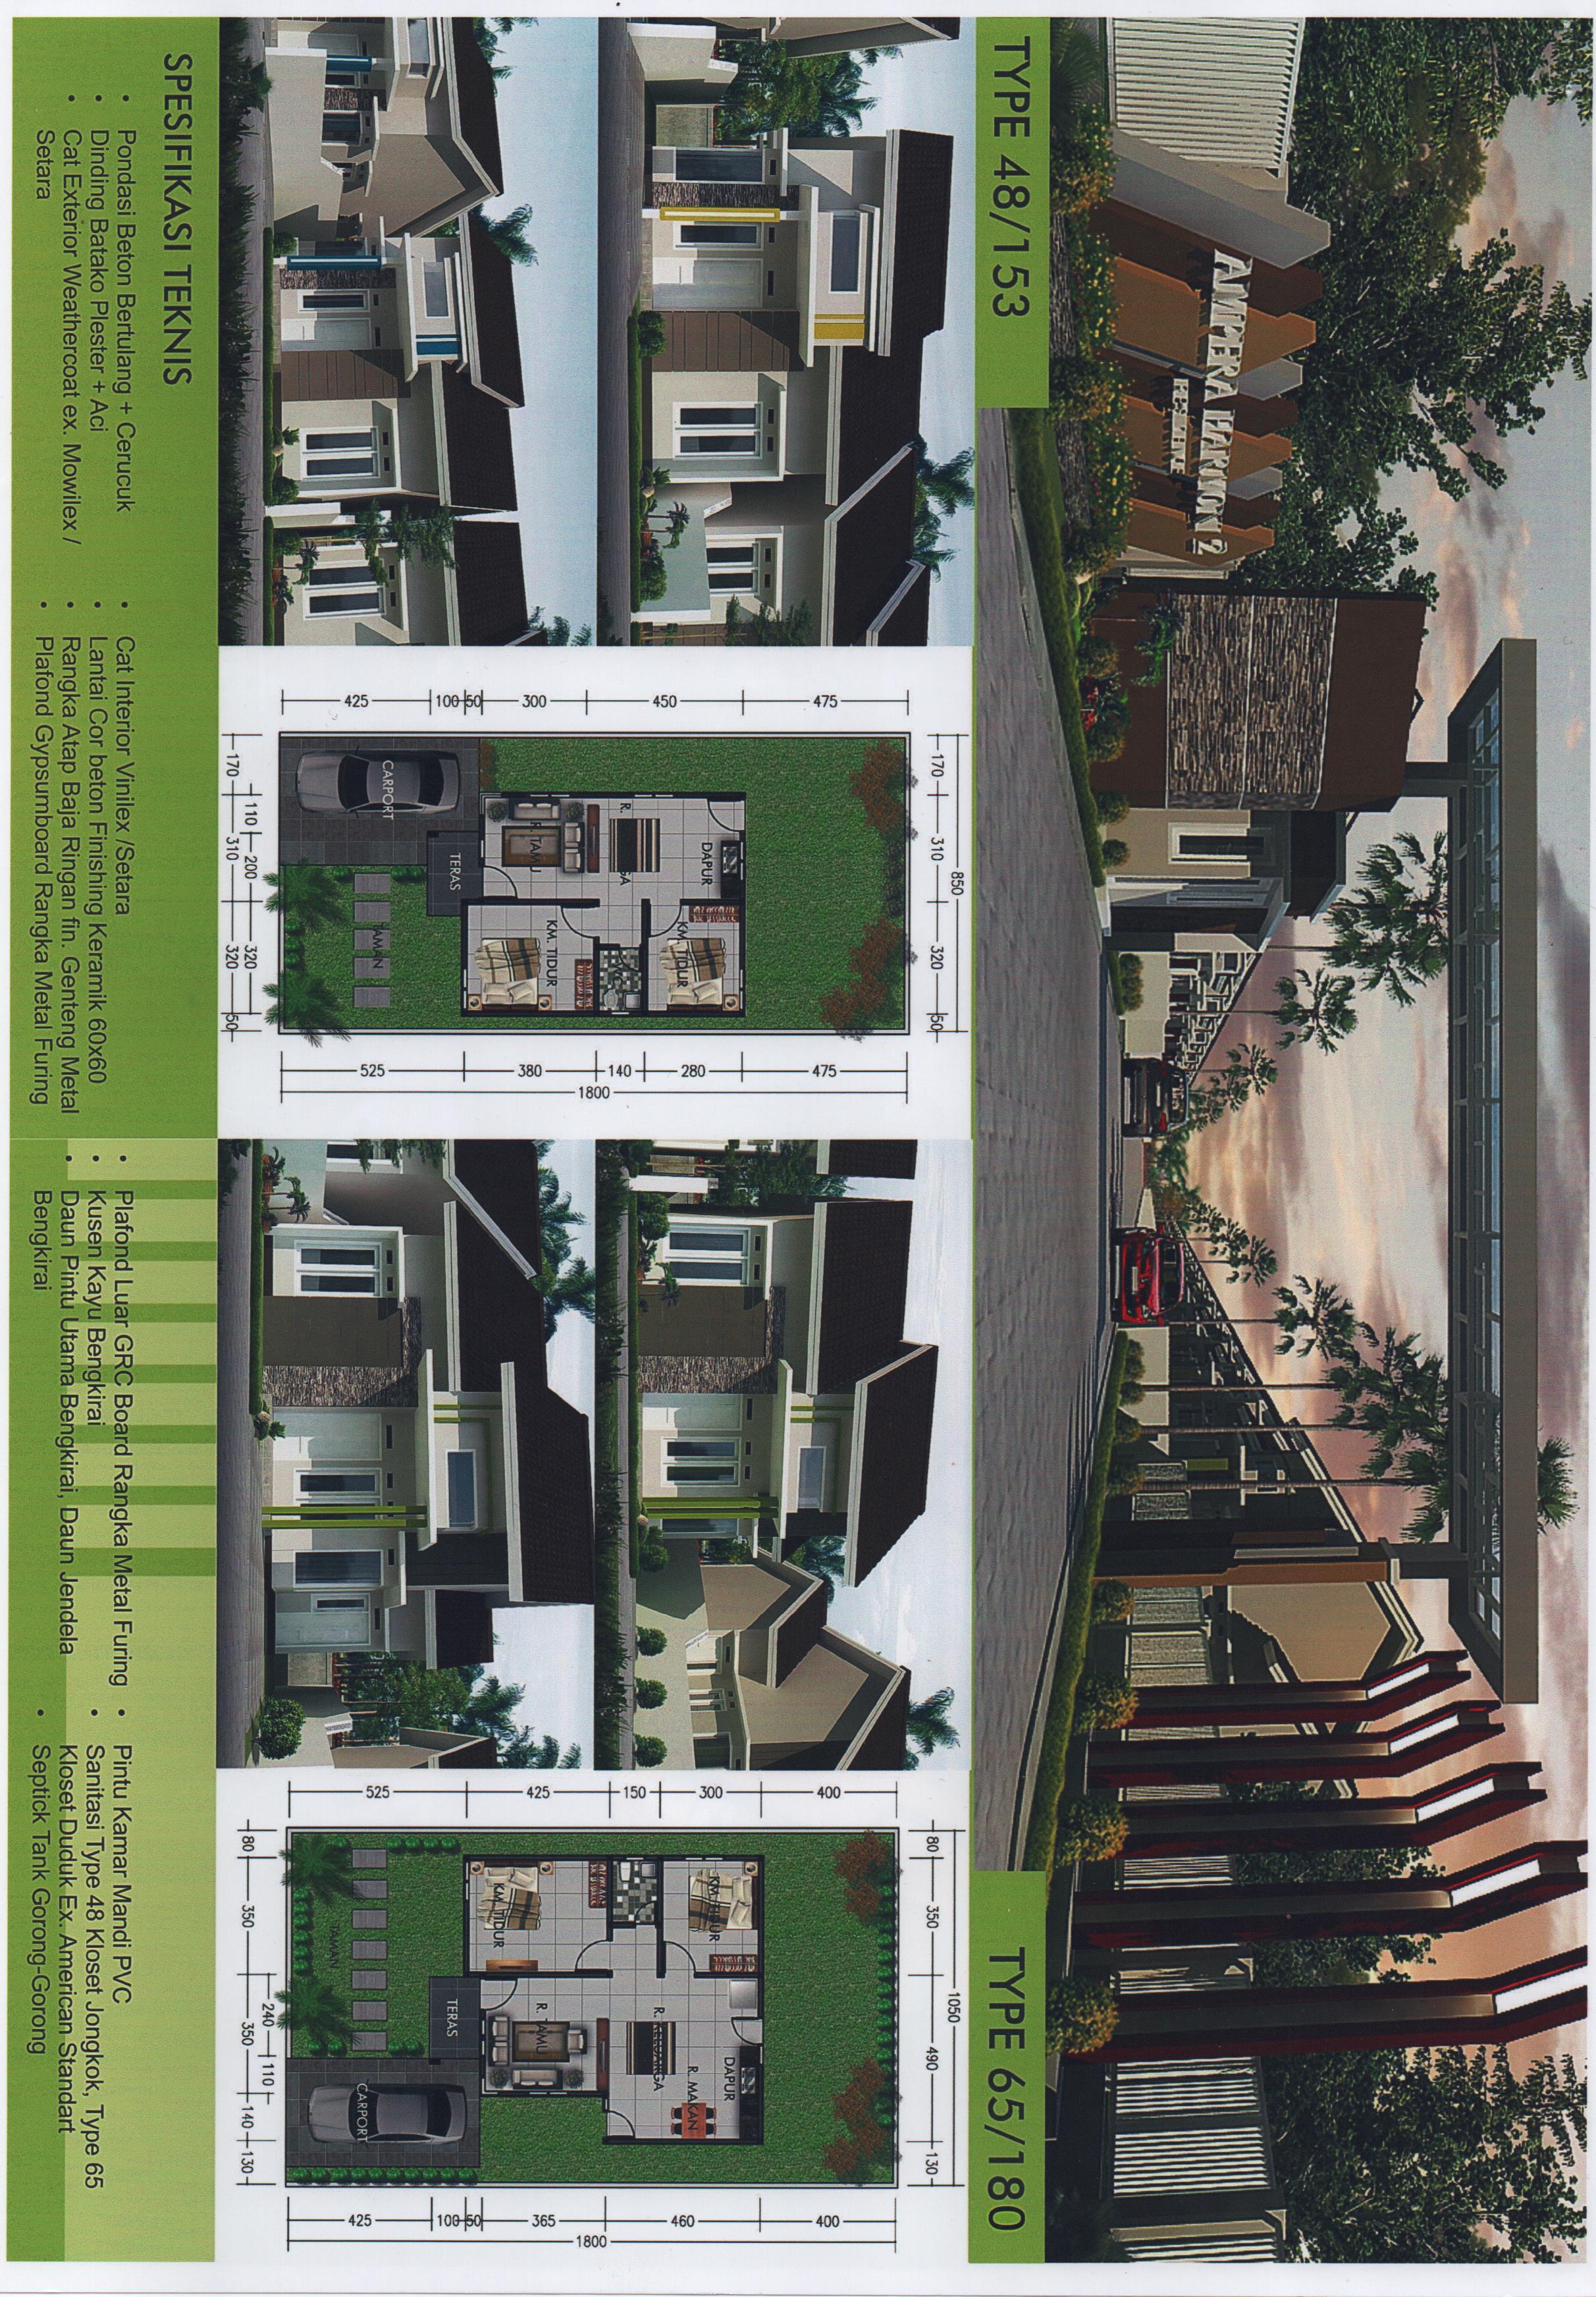 AMPERA HARMONI 2
RESIDENCE
TYPE 48/153
TYPE 65/180
850
170 310 320 50
475
450
300
100 50
425
475
280
140
380
525
1800
DAPUR
KM. TIDUR
R. GA
KM. TIDUR
R. TAMU
TERAS
CARPORT
TAMAN
110 200 320
170 310 320 50
1050
80 350 490 130
400
300
150
425
525
400
460
365
100 50
425
1800
DAPUR
KM. TIDUR
R. MAKAN
R. KELUARGA
R. TAMU
KM. TIDUR
TERAS
CARPORT
TAMAN
240 110
80 350 350 140 130
SPESIFIKASI TEKNIS
• Pondasi Beton Bertulang + Cerucuk
• Dinding Batako Plester + Aci
• Cat Exterior Weathercoat ex. Mowilex /
Setara
• Cat Interior Vinilex /Setara
• Lantai Cor beton Finishing Keramik 60x60
• Rangka Atap Baja Ringan fin. Genteng Metal
• Plafond Gypsumboard Rangka Metal Furing
• Plafond Luar GRC Board Rangka Metal Furing
• Kusen Kayu Bengkirai
• Daun Pintu Utama Bengkirai, Daun Jendela
Bengkirai
• Pintu Kamar Mandi PVC
• Sanitasi Type 48 Kloset Jongkok, Type 65
Kloset Duduk Ex. American Standart
• Septick Tank Gorong-Gorong